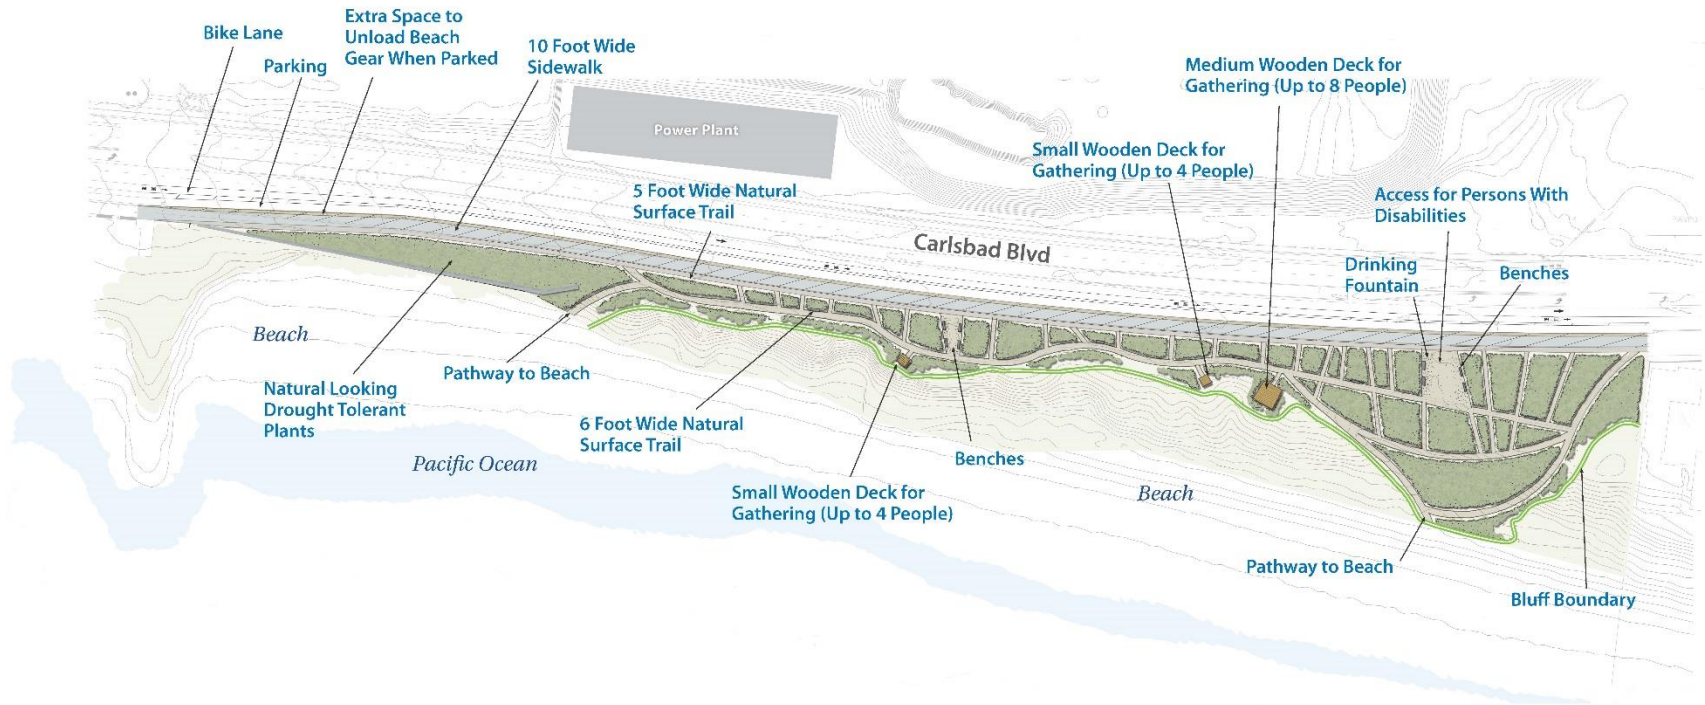 Bike Lane
Parking
Extra Space to
Unload Beach
Gear When Parked
10 Foot Wide
Sidewalk
Medium Wooden Deck for
Gathering (Up to 8 People)
Power Plant
Small Wooden Deck for
Gathering (Up to 4 People)
5 Foot Wide Natural
Surface Trail
Access for Persons With
Disabilities
Carlsbad Blvd
Drinking
Fountain
Benches
Beach
Pathway to Beach
Natural Looking
Drought Tolerant
Plants
6 Foot Wide Natural
Surface Trail
Pacific Ocean
Benches
Small Wooden Deck for
Gathering (Up to 4 People)
Beach
Pathway to Beach
Bluff Boundary